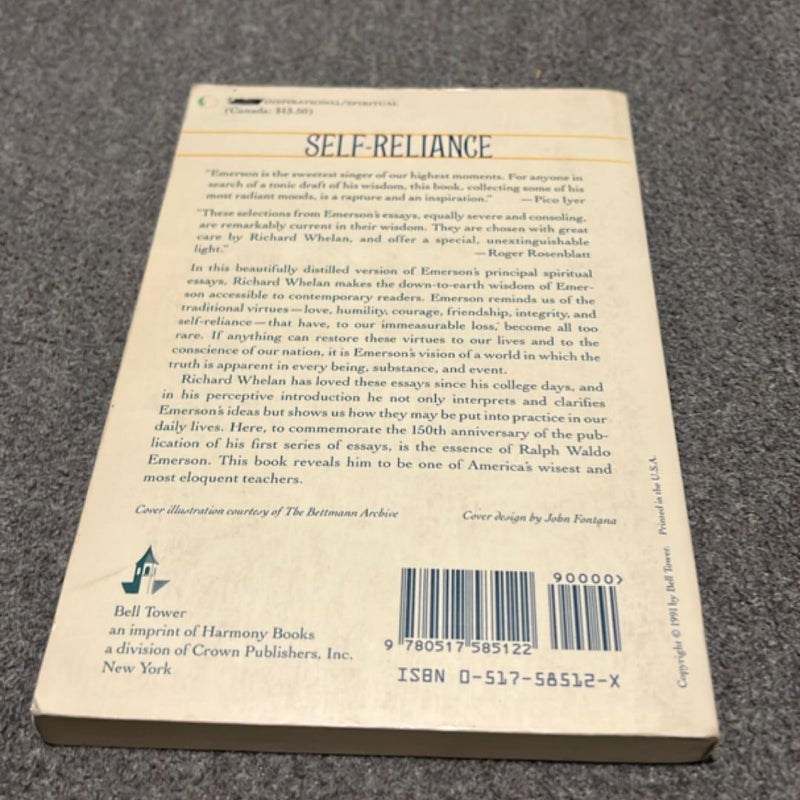 INSPIRATIONAL/SPIRITUAL
(Canada: $15.50)
SELF-RELIANCE
"Emerson is the sweetest singer of our highest moments. For anyone in
search of a tonic draft of his wisdom, this book, collecting some of his
most radiant moods, is a rapture and an inspiration." — Pico Iyer
"These selections from Emerson's essays, equally severe and consoling,
are remarkably current in their wisdom. They are chosen with great
care by Richard Whelan, and offer a special, unextinguishable
light." — Roger Rosenblatt
In this beautifully distilled version of Emerson's principal spiritual
essays, Richard Whelan makes the down-to-earth wisdom of Emer-
son accessible to contemporary readers. Emerson reminds us of the
traditional virtues — love, humility, courage, friendship, integrity, and
self-reliance — that have, to our immeasurable loss, become all too
rare. If anything can restore these virtues to our lives and to the
conscience of our nation, it is Emerson's vision of a world in which the
truth is apparent in every being, substance, and event.
Richard Whelan has loved these essays since his college days, and
in his perceptive introduction he not only interprets and clarifies
Emerson's ideas but shows us how they may be put into practice in our
daily lives. Here, to commemorate the 150th anniversary of the pub-
lication of his first series of essays, is the essence of Ralph Waldo
Emerson. This book reveals him to be one of America's wisest and
most eloquent teachers.
Cover illustration courtesy of The Bettmann Archive Cover design by John Fontana
Bell Tower
an imprint of Harmony Books
a division of Crown Publishers, Inc.
New York
90000>
9 780517 585122
ISBN 0-517-58512-X
Copyright © 1991 by Bell Tower. Printed in the U.S.A.